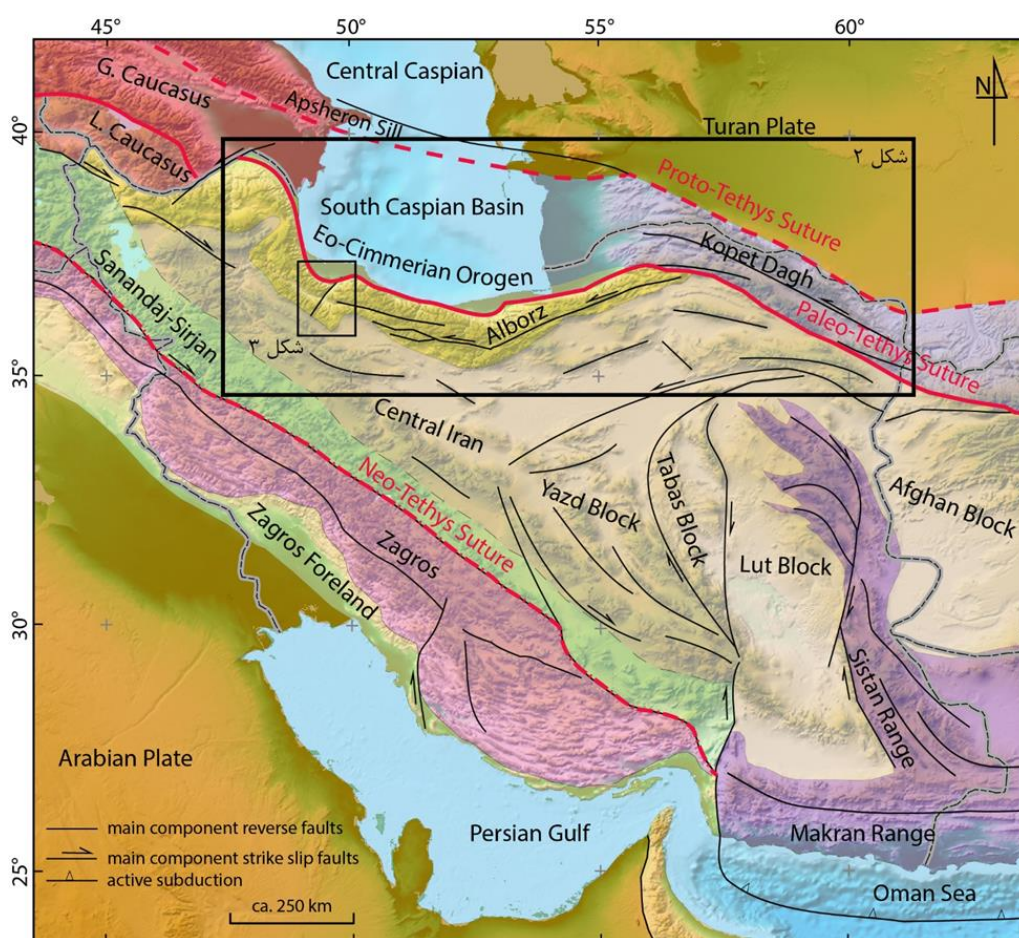 45°
50°
55°
60°
40°
35°
30°
25°
G. Caucasus
L. Caucasus
Central Caspian
Apsheron Sill
Turan Plate
N
شکل ۲
Proto-Tethys Suture
South Caspian Basin
Eo-Cimmerian Orogen
Kopet Dagh
Paleo-Tethys Suture
Alborz
شکل ۳
Sanandaj-Sirjan
Central Iran
Neo-Tethys Suture
Yazd Block
Tabas Block
Lut Block
Afghan Block
Zagros
Zagros Foreland
Sistan Range
Arabian Plate
Persian Gulf
Makran Range
Oman Sea
main component reverse faults
main component strike slip faults
active subduction
ca. 250 km